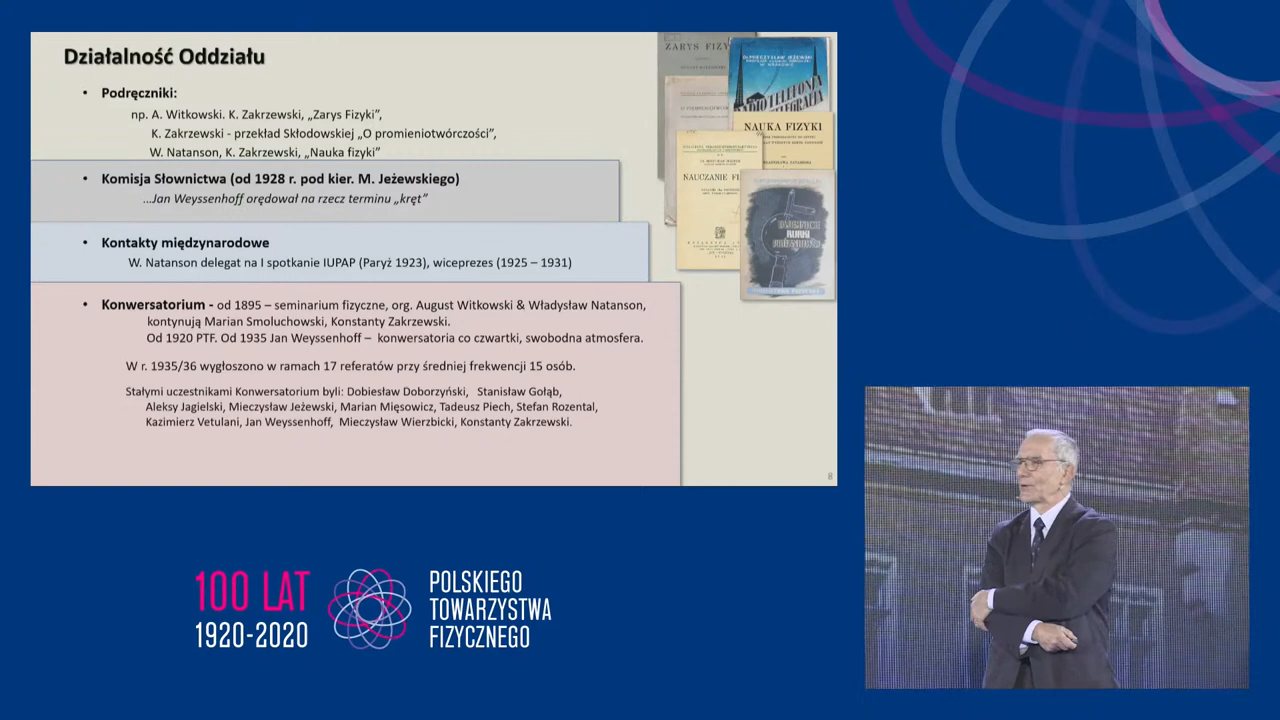 Działalność Oddziału
• Podręczniki:
np. A. Witkowski. K. Zakrzewski, „Zarys Fizyki”,
K. Zakrzewski - przekład Skłodowskiej „O promieniotwórczości”,
W. Natanson, K. Zakrzewski, „Nauka fizyki”
• Komisja Słownictwa (od 1928 r. pod kier. M. Jeżewskiego)
...Jan Weyssenhoff orędował na rzecz terminu „kręt”
• Kontakty międzynarodowe
W. Natanson delegat na I spotkanie IUPAP (Paryż 1923), wiceprezes (1925 – 1931)
• Konwersatorium - od 1895 – seminarium fizyczne, org. August Witkowski & Władysław Natanson,
kontynują Marian Smoluchowski, Konstanty Zakrzewski.
Od 1920 PTF. Od 1935 Jan Weyssenhoff – konwersatoria co czwartki, swobodna atmosfera.
W r. 1935/36 wygłoszono w ramach 17 referatów przy średniej frekwencji 15 osób.
Stałymi uczestnikami Konwersatorium byli: Dobiesław Doborzyński, Stanisław Gołąb,
Aleksy Jagielski, Mieczysław Jeżewski, Marian Mięsowicz, Tadeusz Piech, Stefan Rozental,
Kazimierz Vetulani, Jan Weyssenhoff, Mieczysław Wierzbicki, Konstanty Zakrzewski.
8
ZARYS FIZY
Dr MIECZYSŁAW JEŻEWSKI
W KRAKOWIE
NAUKA FIZYKI
NAUCZANIE FI
100 LAT
1920-2020
POLSKIEGO
TOWARZYSTWA
FIZYCZNEGO